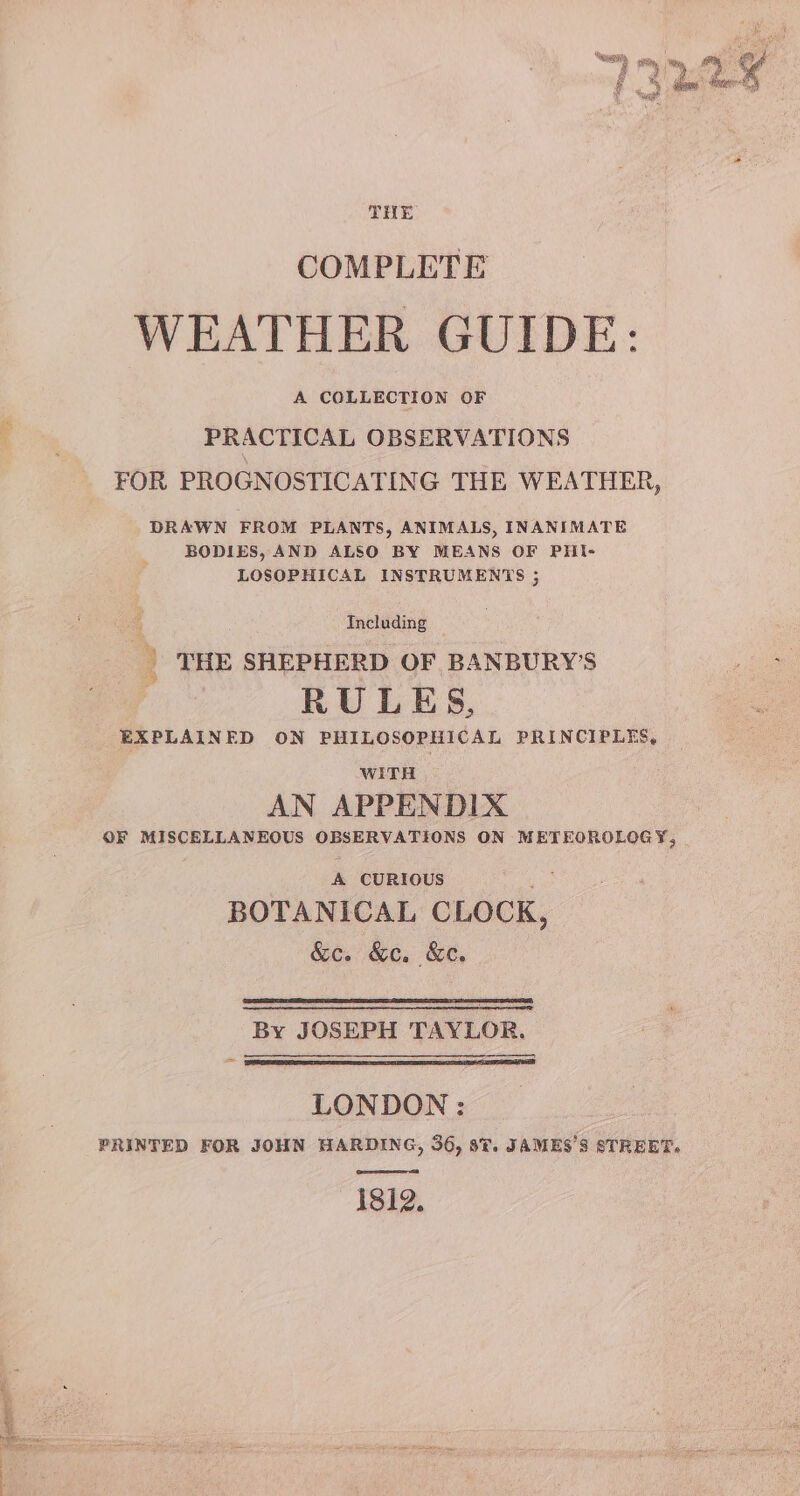 73228
THE
COMPLETE
WEATHER GUIDE:
A COLLECTION OF
PRACTICAL OBSERVATIONS
FOR PROGNOSTICATING THE WEATHER,
DRAWN FROM PLANTS, ANIMALS, INANIMATE
BODIES, AND ALSO BY MEANS OF PHI-
LOSOPHICAL INSTRUMENTS ;
Including
THE SHEPHERD OF BANBURY'S
RULES,
EXPLAINED ON PHILOSOPHICAL PRINCIPLES,
WITH
AN APPENDIX
OF MISCELLANEOUS OBSERVATIONS ON METEOROLOGY,
A CURIOUS
BOTANICAL CLOCK,
&c. &c. &c.
By JOSEPH TAYLOR.
LONDON:
PRINTED FOR JOHN HARDING, 36, ST. JAMES'S STREET.
1812.